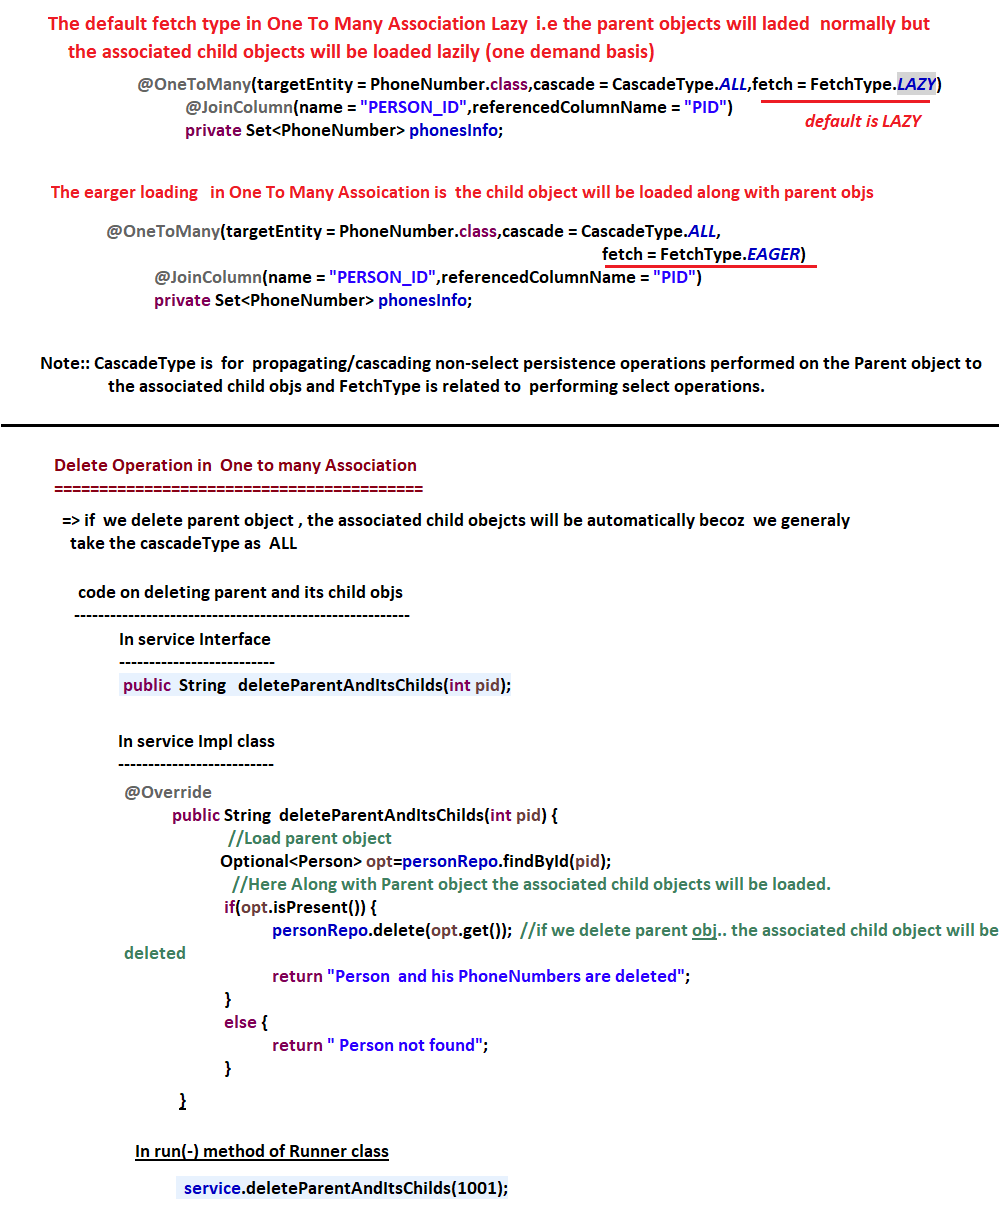 The default fetch type in One To Many Association Lazy i.e the parent objects will laded normally but
the associated child objects will be loaded lazily (one demand basis)
@OneToMany(targetEntity = PhoneNumber.class,cascade = CascadeType.ALL,fetch = FetchType.LAZY)
@JoinColumn(name = "PERSON_ID",referencedColumnName = "PID")
default is LAZY
private Set<PhoneNumber> phonesInfo;
The earger loading in One To Many Assoication is the child object will be loaded along with parent objs
@OneToMany(targetEntity = PhoneNumber.class,cascade = CascadeType.ALL,
fetch = FetchType.EAGER)
@JoinColumn(name = "PERSON_ID",referencedColumnName = "PID")
private Set<PhoneNumber> phonesInfo;
Note:: CascadeType is for propagating/cascading non-select persistence operations performed on the Parent object to
the associated child objs and FetchType is related to performing select operations.
Delete Operation in One to many Association
=========================================
=> if we delete parent object , the associated child obejcts will be automatically becoz we generaly
take the cascadeType as ALL
code on deleting parent and its child objs
--------------------------------------------------------
In service Interface
--------------------------
public String deleteParentAndItsChilds(int pid);
In service Impl class
--------------------------
@Override
public String deleteParentAndItsChilds(int pid) {
//Load parent object
Optional<Person> opt=personRepo.findById(pid);
//Here Along with Parent object the associated child objects will be loaded.
if(opt.isPresent()) {
personRepo.delete(opt.get()); //if we delete parent obj.. the associated child object will be
deleted
return "Person and his PhoneNumbers are deleted";
}
else {
return " Person not found";
}
}
In run(-) method of Runner class
service.deleteParentAndItsChilds(1001);